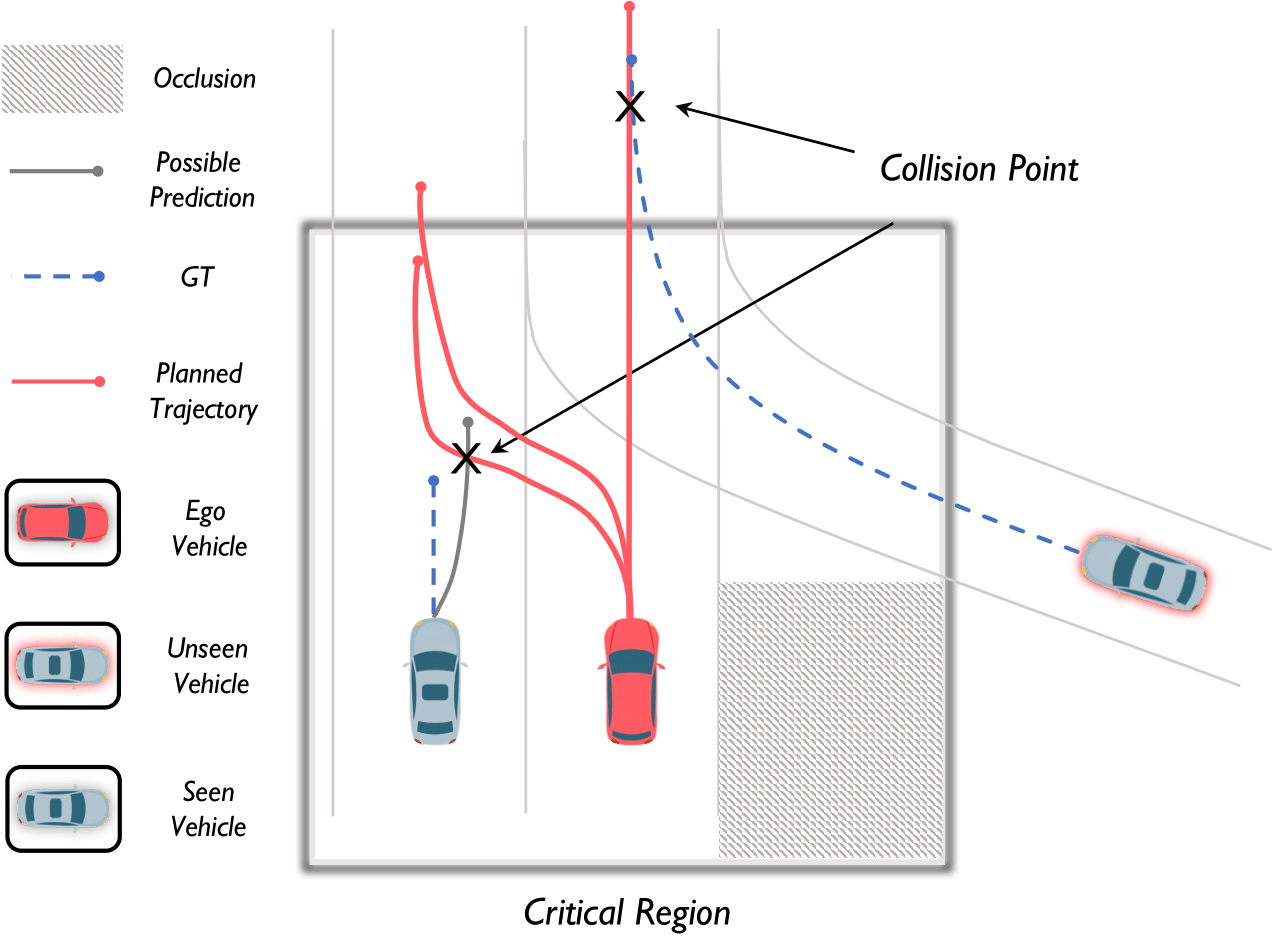 Occlusion
Possible
Prediction
GT
Planned
Trajectory
Ego
Vehicle
Unseen
Vehicle
Seen
Vehicle
Collision Point
Critical Region